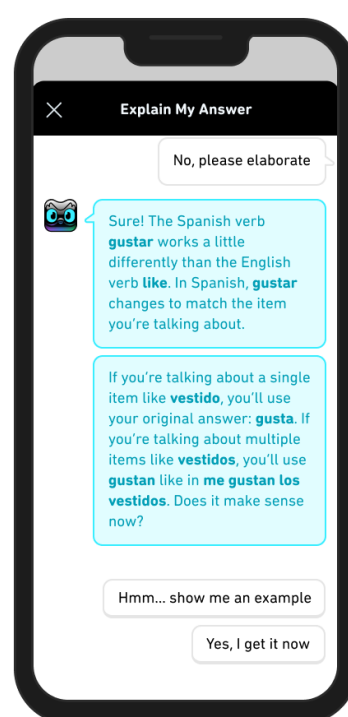 Explain My Answer
No, please elaborate
Sure! The Spanish verb
gustar works a little
differently than the English
verb like. In Spanish, gustar
changes to match the item
you’re talking about.
If you’re talking about a single
item like vestido, you’ll use
your original answer: gusta. If
you’re talking about multiple
items like vestidos, you’ll use
gustan like in me gustan los
vestidos. Does it make sense
now?
Hmm... show me an example
Yes, I get it now